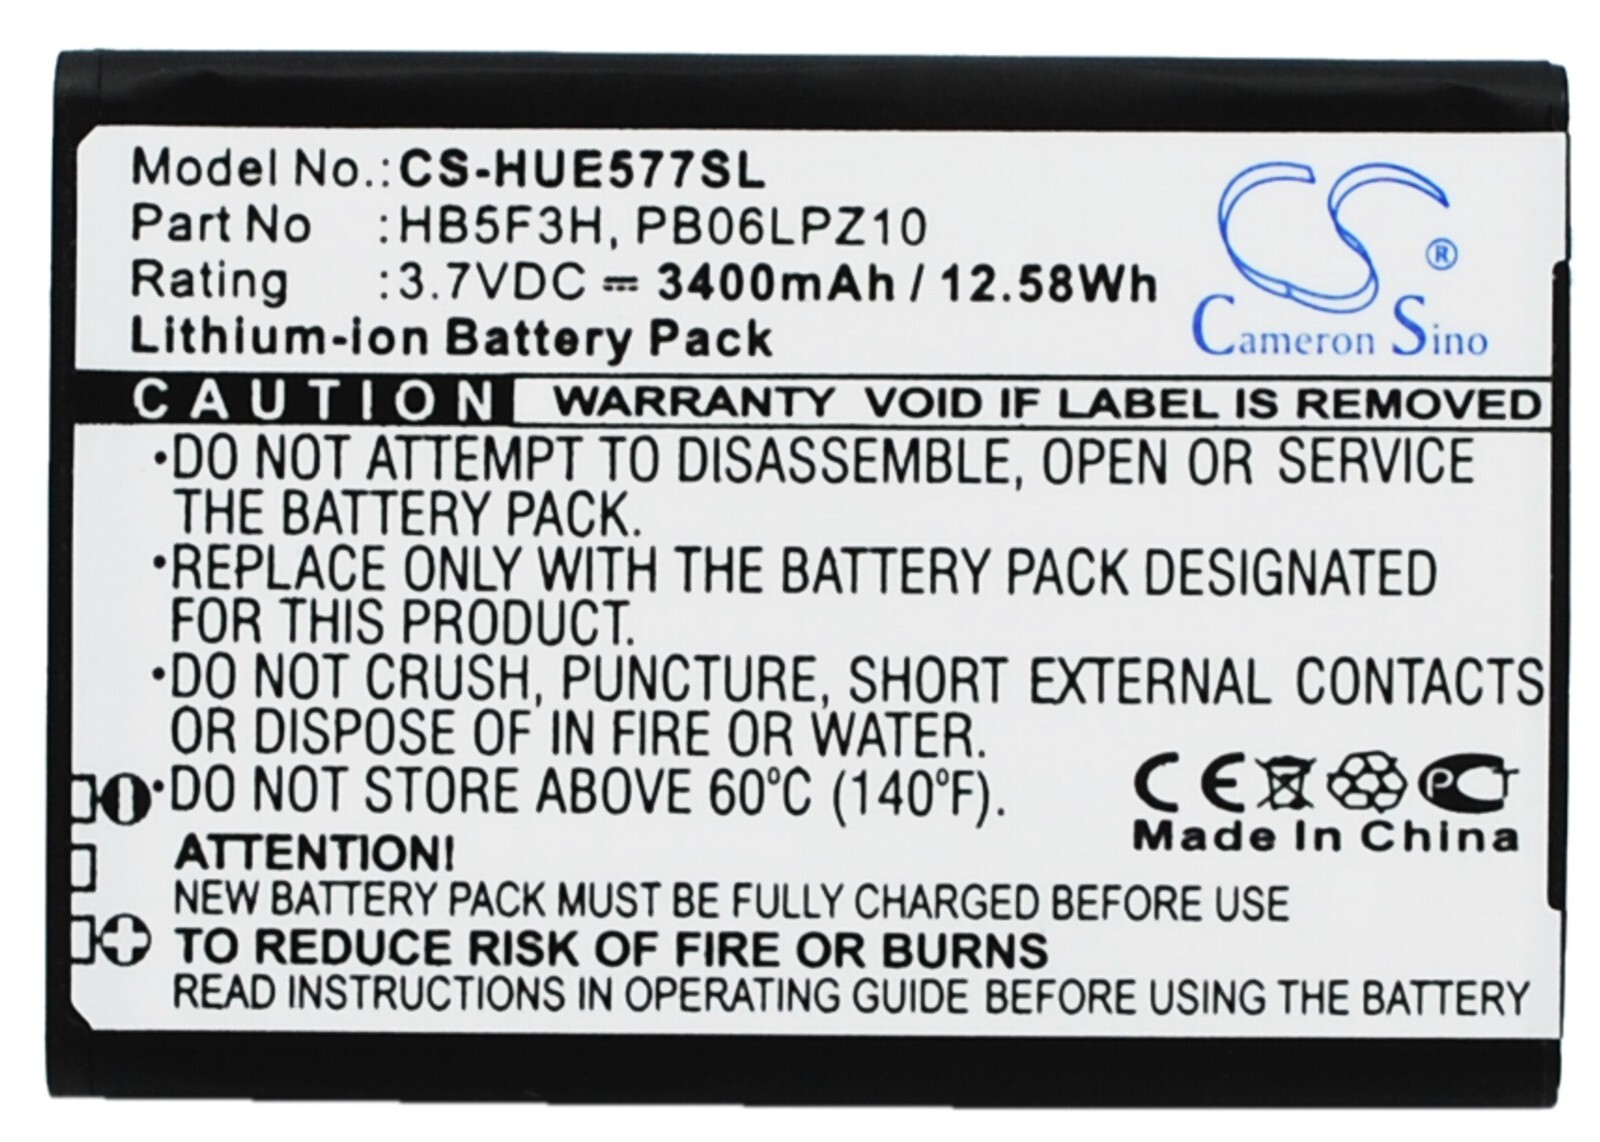 Model No.:CS-HUE577SL
Part No :HB5F3H, PB06LPZ10
Rating :3.7VDC ⎓ 3400mAh / 12.58Wh
Lithium-ion Battery Pack
CS®
Cameron Sino
CAUTION WARRANTY VOID IF LABEL IS REMOVED
•DO NOT ATTEMPT TO DISASSEMBLE, OPEN OR SERVICE
THE BATTERY PACK.
•REPLACE ONLY WITH THE BATTERY PACK DESIGNATED
FOR THIS PRODUCT.
•DO NOT CRUSH, PUNCTURE, SHORT EXTERNAL CONTACTS
OR DISPOSE OF IN FIRE OR WATER.
•DO NOT STORE ABOVE 60°C (140°F).
CE PCT
Made In China
ATTENTION!
NEW BATTERY PACK MUST BE FULLY CHARGED BEFORE USE
TO REDUCE RISK OF FIRE OR BURNS
READ INSTRUCTIONS IN OPERATING GUIDE BEFORE USING THE BATTERY